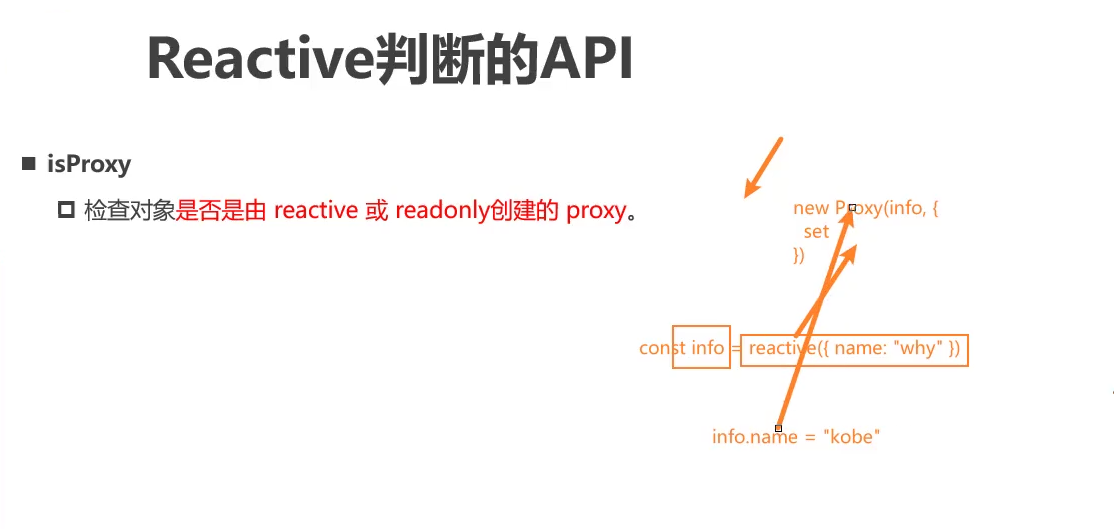 Reactive判断的API
isProxy
检查对象是否是由 reactive 或 readonly创建的 proxy。
new Proxy(info, {
set
})
const info = reactive({ name: "why" })
info.name = "kobe"